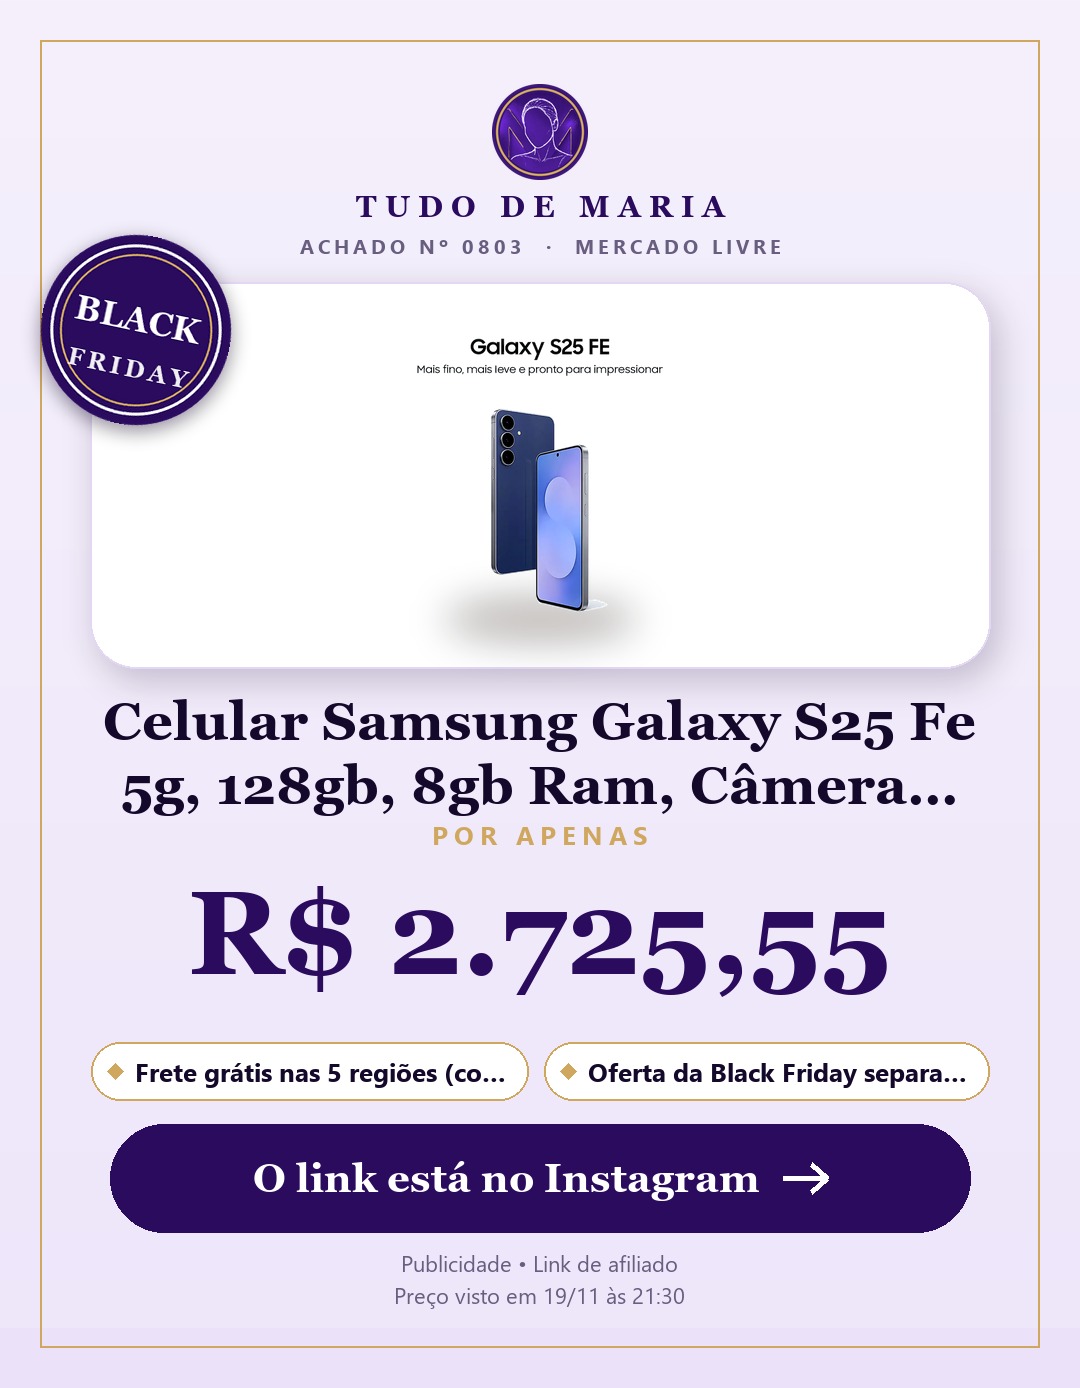 TUDO DE MARIA
ACHADO Nº 0803 · MERCADO LIVRE
BLACK
FRIDAY
Galaxy S25 FE
Mais fino, mais leve e pronto para impressionar
Celular Samsung Galaxy S25 Fe
5g, 128gb, 8gb Ram, Câmera...
POR APENAS
R$ 2.725,55
Frete grátis nas 5 regiões (co...
Oferta da Black Friday separa...
O link está no Instagram →
Publicidade • Link de afiliado
Preço visto em 19/11 às 21:30